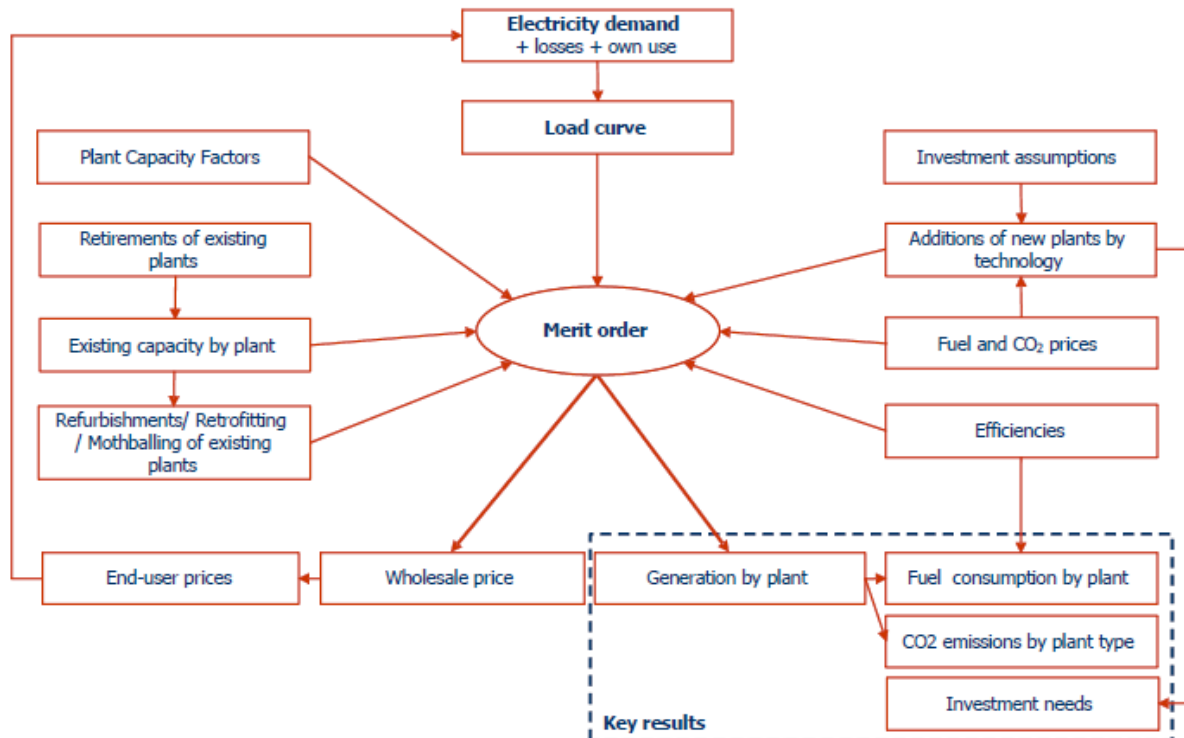 Electricity demand
+ losses + own use
Load curve
Plant Capacity Factors
Investment assumptions
Retirements of existing
plants
Additions of new plants by
technology
Merit order
Existing capacity by plant
Fuel and CO₂ prices
Refurbishments/ Retrofitting
/ Mothballing of existing
plants
Efficiencies
End-user prices
Wholesale price
Generation by plant
Fuel consumption by plant
CO2 emissions by plant type
Investment needs
Key results